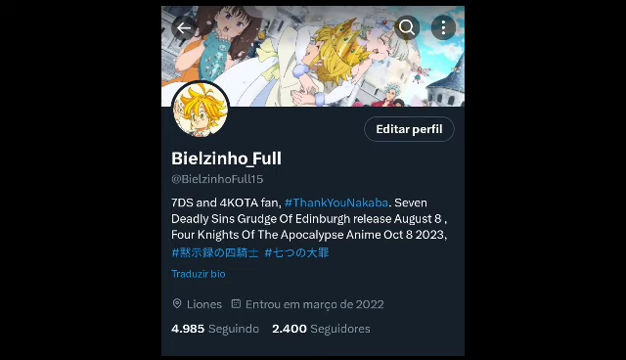 Editar perfil
Bielzinho_Full
@BielzinhoFull15
7DS and 4KOTA fan, #ThankYouNakaba. Seven
Deadly Sins Grudge Of Edinburgh release August 8 ,
Four Knights Of The Apocalypse Anime Oct 8 2023,
#黙示録の四騎士 #七つの大罪
Traduzir bio
Liones Entrou em março de 2022
4.985 Seguindo 2.400 Seguidores